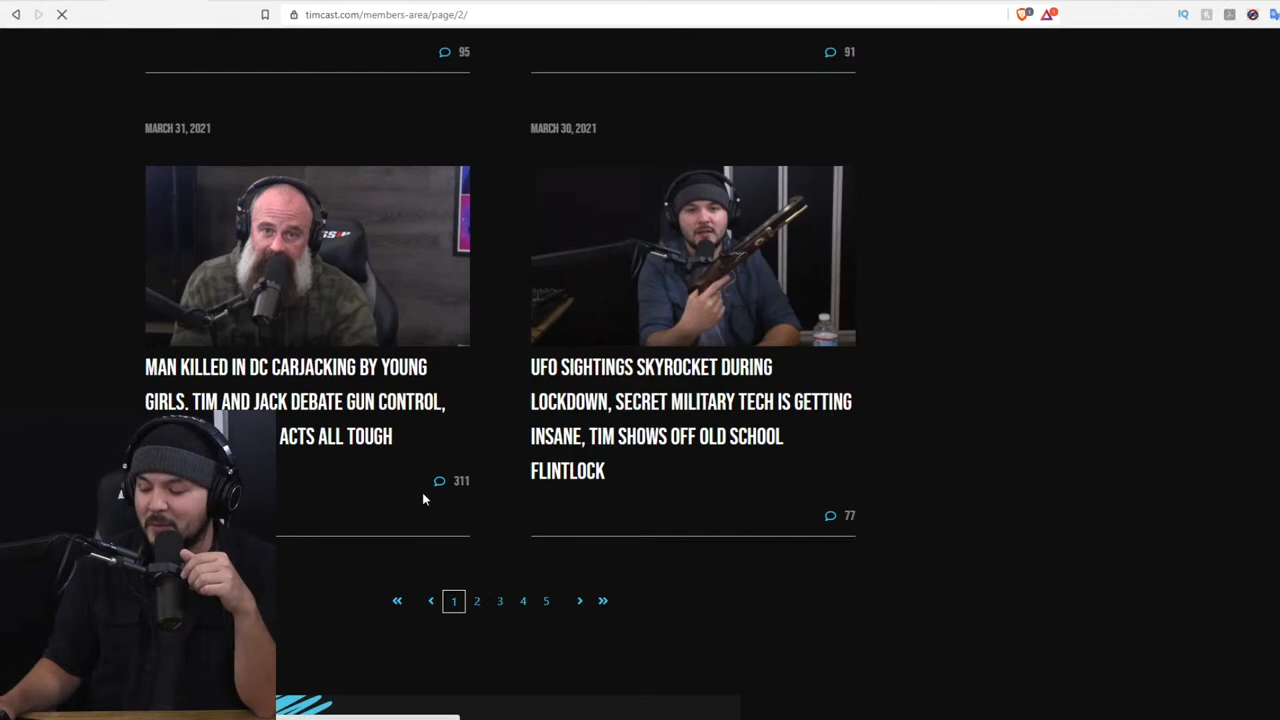 timcast.com/members-area/page/2/
95
91
MARCH 31, 2021
MARCH 30, 2021
MAN KILLED IN DC CARJACKING BY YOUNG
GIRLS. TIM AND JACK DEBATE GUN CONTROL,
ACTS ALL TOUGH
311
UFO SIGHTINGS SKYROCKET DURING
LOCKDOWN, SECRET MILITARY TECH IS GETTING
INSANE, TIM SHOWS OFF OLD SCHOOL
FLINTLOCK
77
« ‹ 1 2 3 4 5 › »